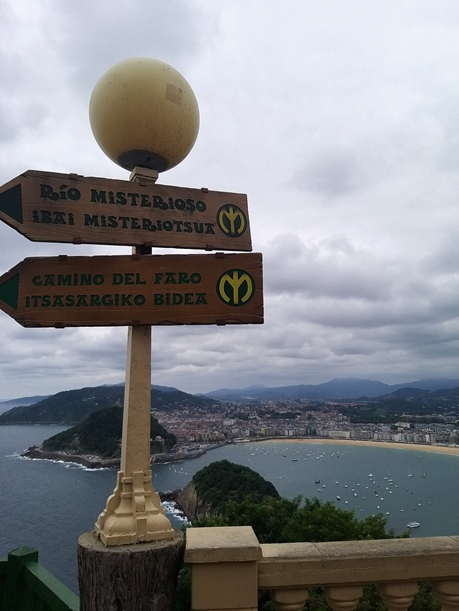 Río Misterioso
ibai misteriotsua
Camino del Faro
itsasargiko bidea